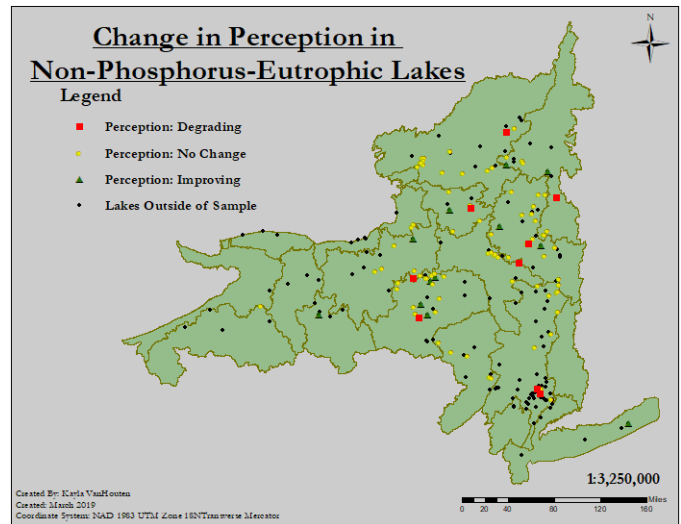 Change in Perception in
Non-Phosphorus-Eutrophic Lakes
N
Legend
Perception: Degrading
Perception: No Change
Perception: Improving
Lakes Outside of Sample
1:3,250,000
Created By: Kayla VanHouten
Created: March 2019
Coordinate System: NAD 1983 UTM Zone 18NTransverse Mercator
0 20 40 80 120 160
Miles